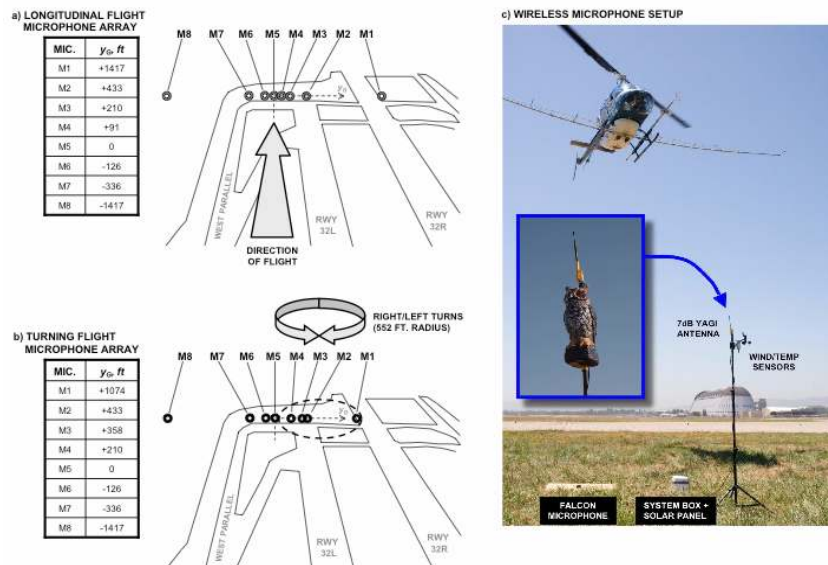 a) LONGITUDINAL FLIGHT
MICROPHONE ARRAY
MIC. yG, ft
M1 +1417
M2 +433
M3 +210
M4 +91
M5 0
M6 -126
M7 -336
M8 -1417
M8 M7 M6 M5 M4 M3 M2 M1
yG
WEST PARALLEL
RWY
32L
RWY
32R
DIRECTION
OF FLIGHT
RIGHT/LEFT TURNS
(552 FT. RADIUS)
b) TURNING FLIGHT
MICROPHONE ARRAY
MIC. yG, ft
M1 +1074
M2 +433
M3 +358
M4 +210
M5 0
M6 -126
M7 -336
M8 -1417
M8 M7 M6 M5 M4 M3 M2 M1
yG
WEST PARALLEL
RWY
32L
RWY
32R
c) WIRELESS MICROPHONE SETUP
7dB YAGI
ANTENNA
WIND/TEMP
SENSORS
FALCON
MICROPHONE
SYSTEM BOX +
SOLAR PANEL